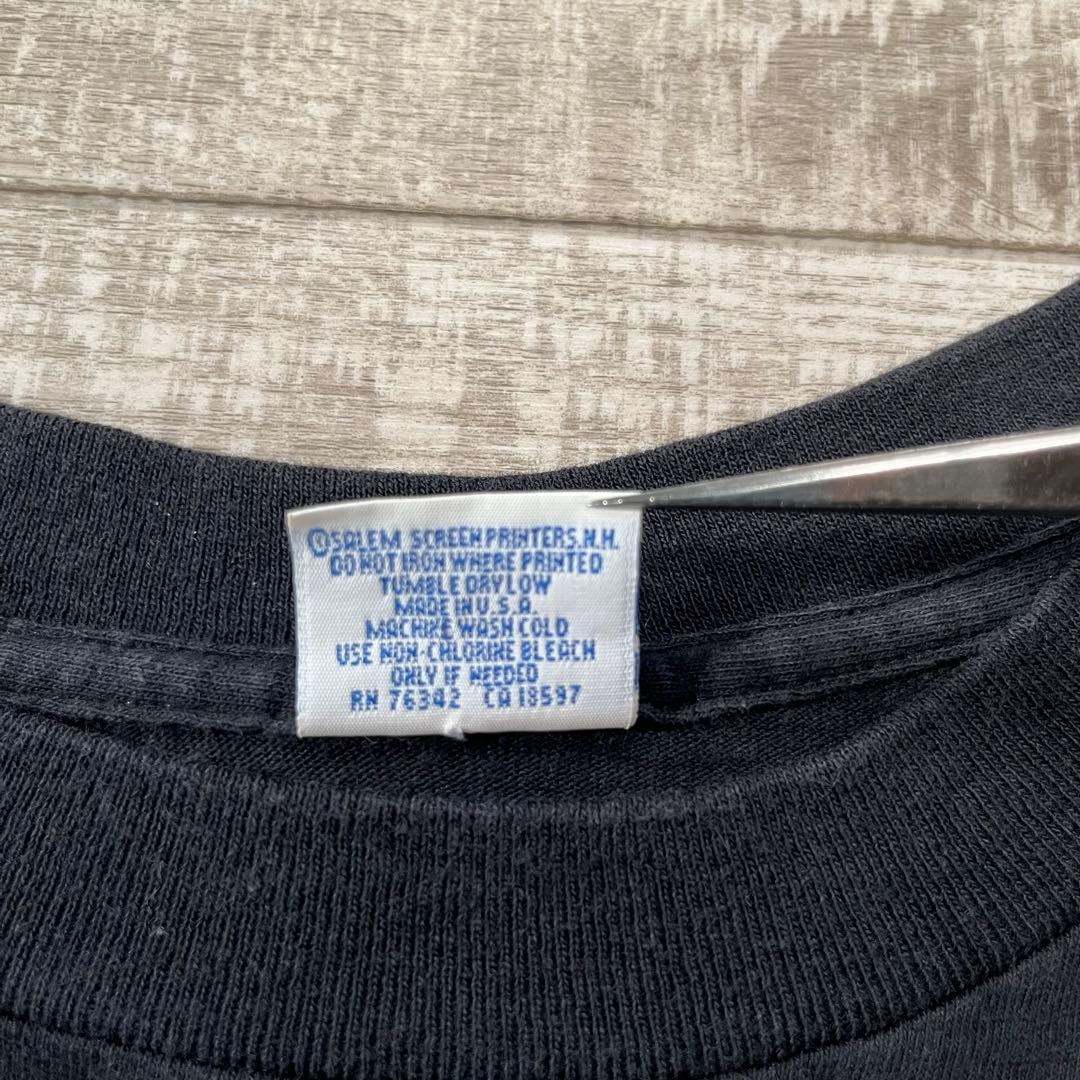 ⓒSALEM SCREEN PRINTERS, N.H.
DO NOT IRON WHERE PRINTED
TUMBLE DRY LOW
MADE IN U.S.A.
MACHINE WASH COLD
USE NON-CHLORINE BLEACH
ONLY IF NEEDED
RN 76342 CA 18597